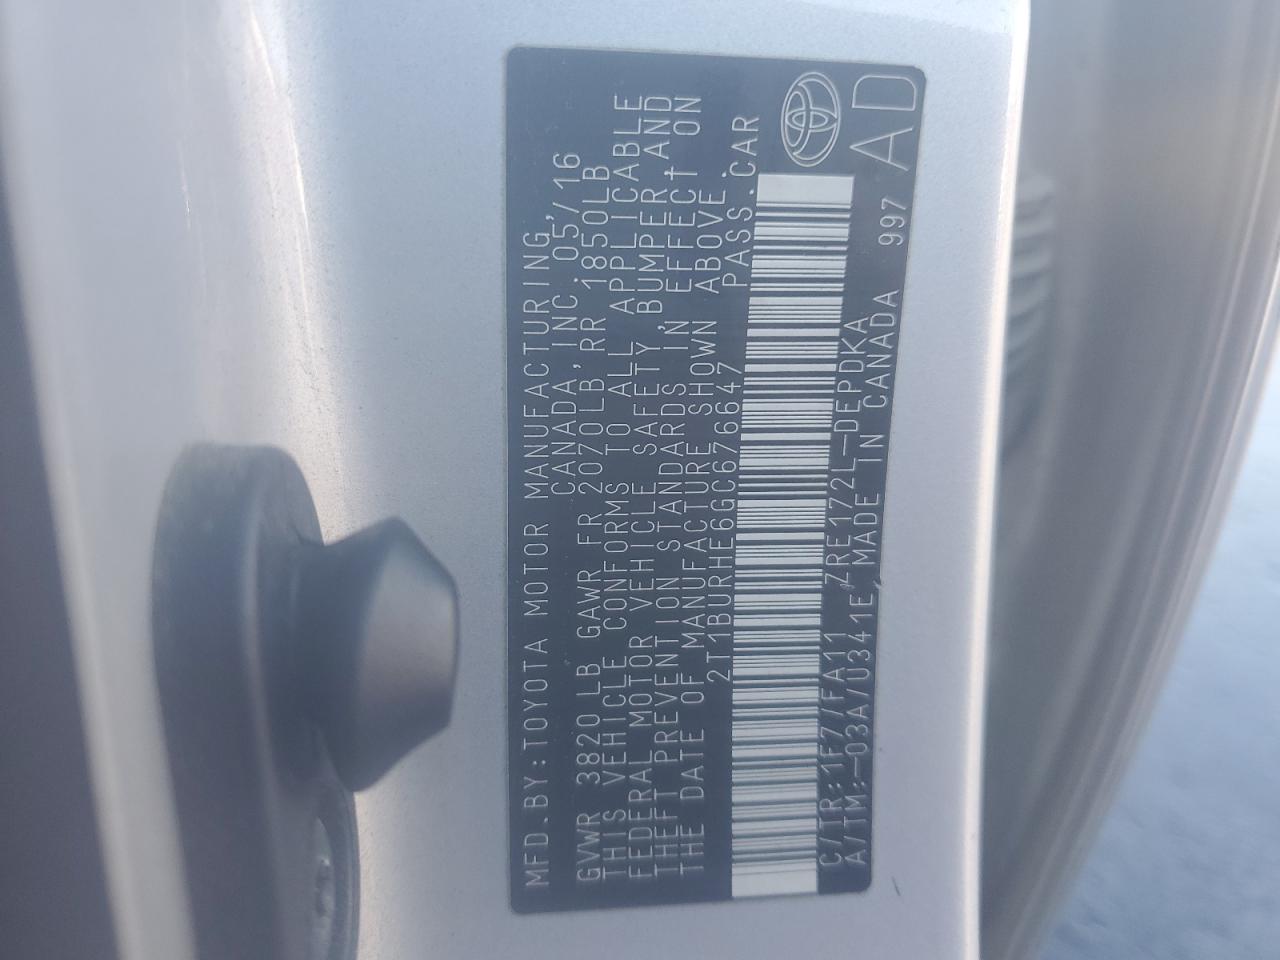 MFD.BY:TOYOTA MOTOR MANUFACTURING,
CANADA, INC. 05/16
GVWR 3820 LB GAWR FR 2070LB, RR 1850LB
THIS VEHICLE CONFORMS TO ALL APPLICABLE
FEDERAL MOTOR VEHICLE SAFETY, BUMPER, AND
THEFT PREVENTION STANDARDS IN EFFECT ON
THE DATE OF MANUFACTURE SHOWN ABOVE.
2T1BURHE6GC676647 PASS.CAR
C/TR:1F7/FA11 ZRE172L-DEPDKA
A/TM:-03A/U341E, MADE IN CANADA 997 AD